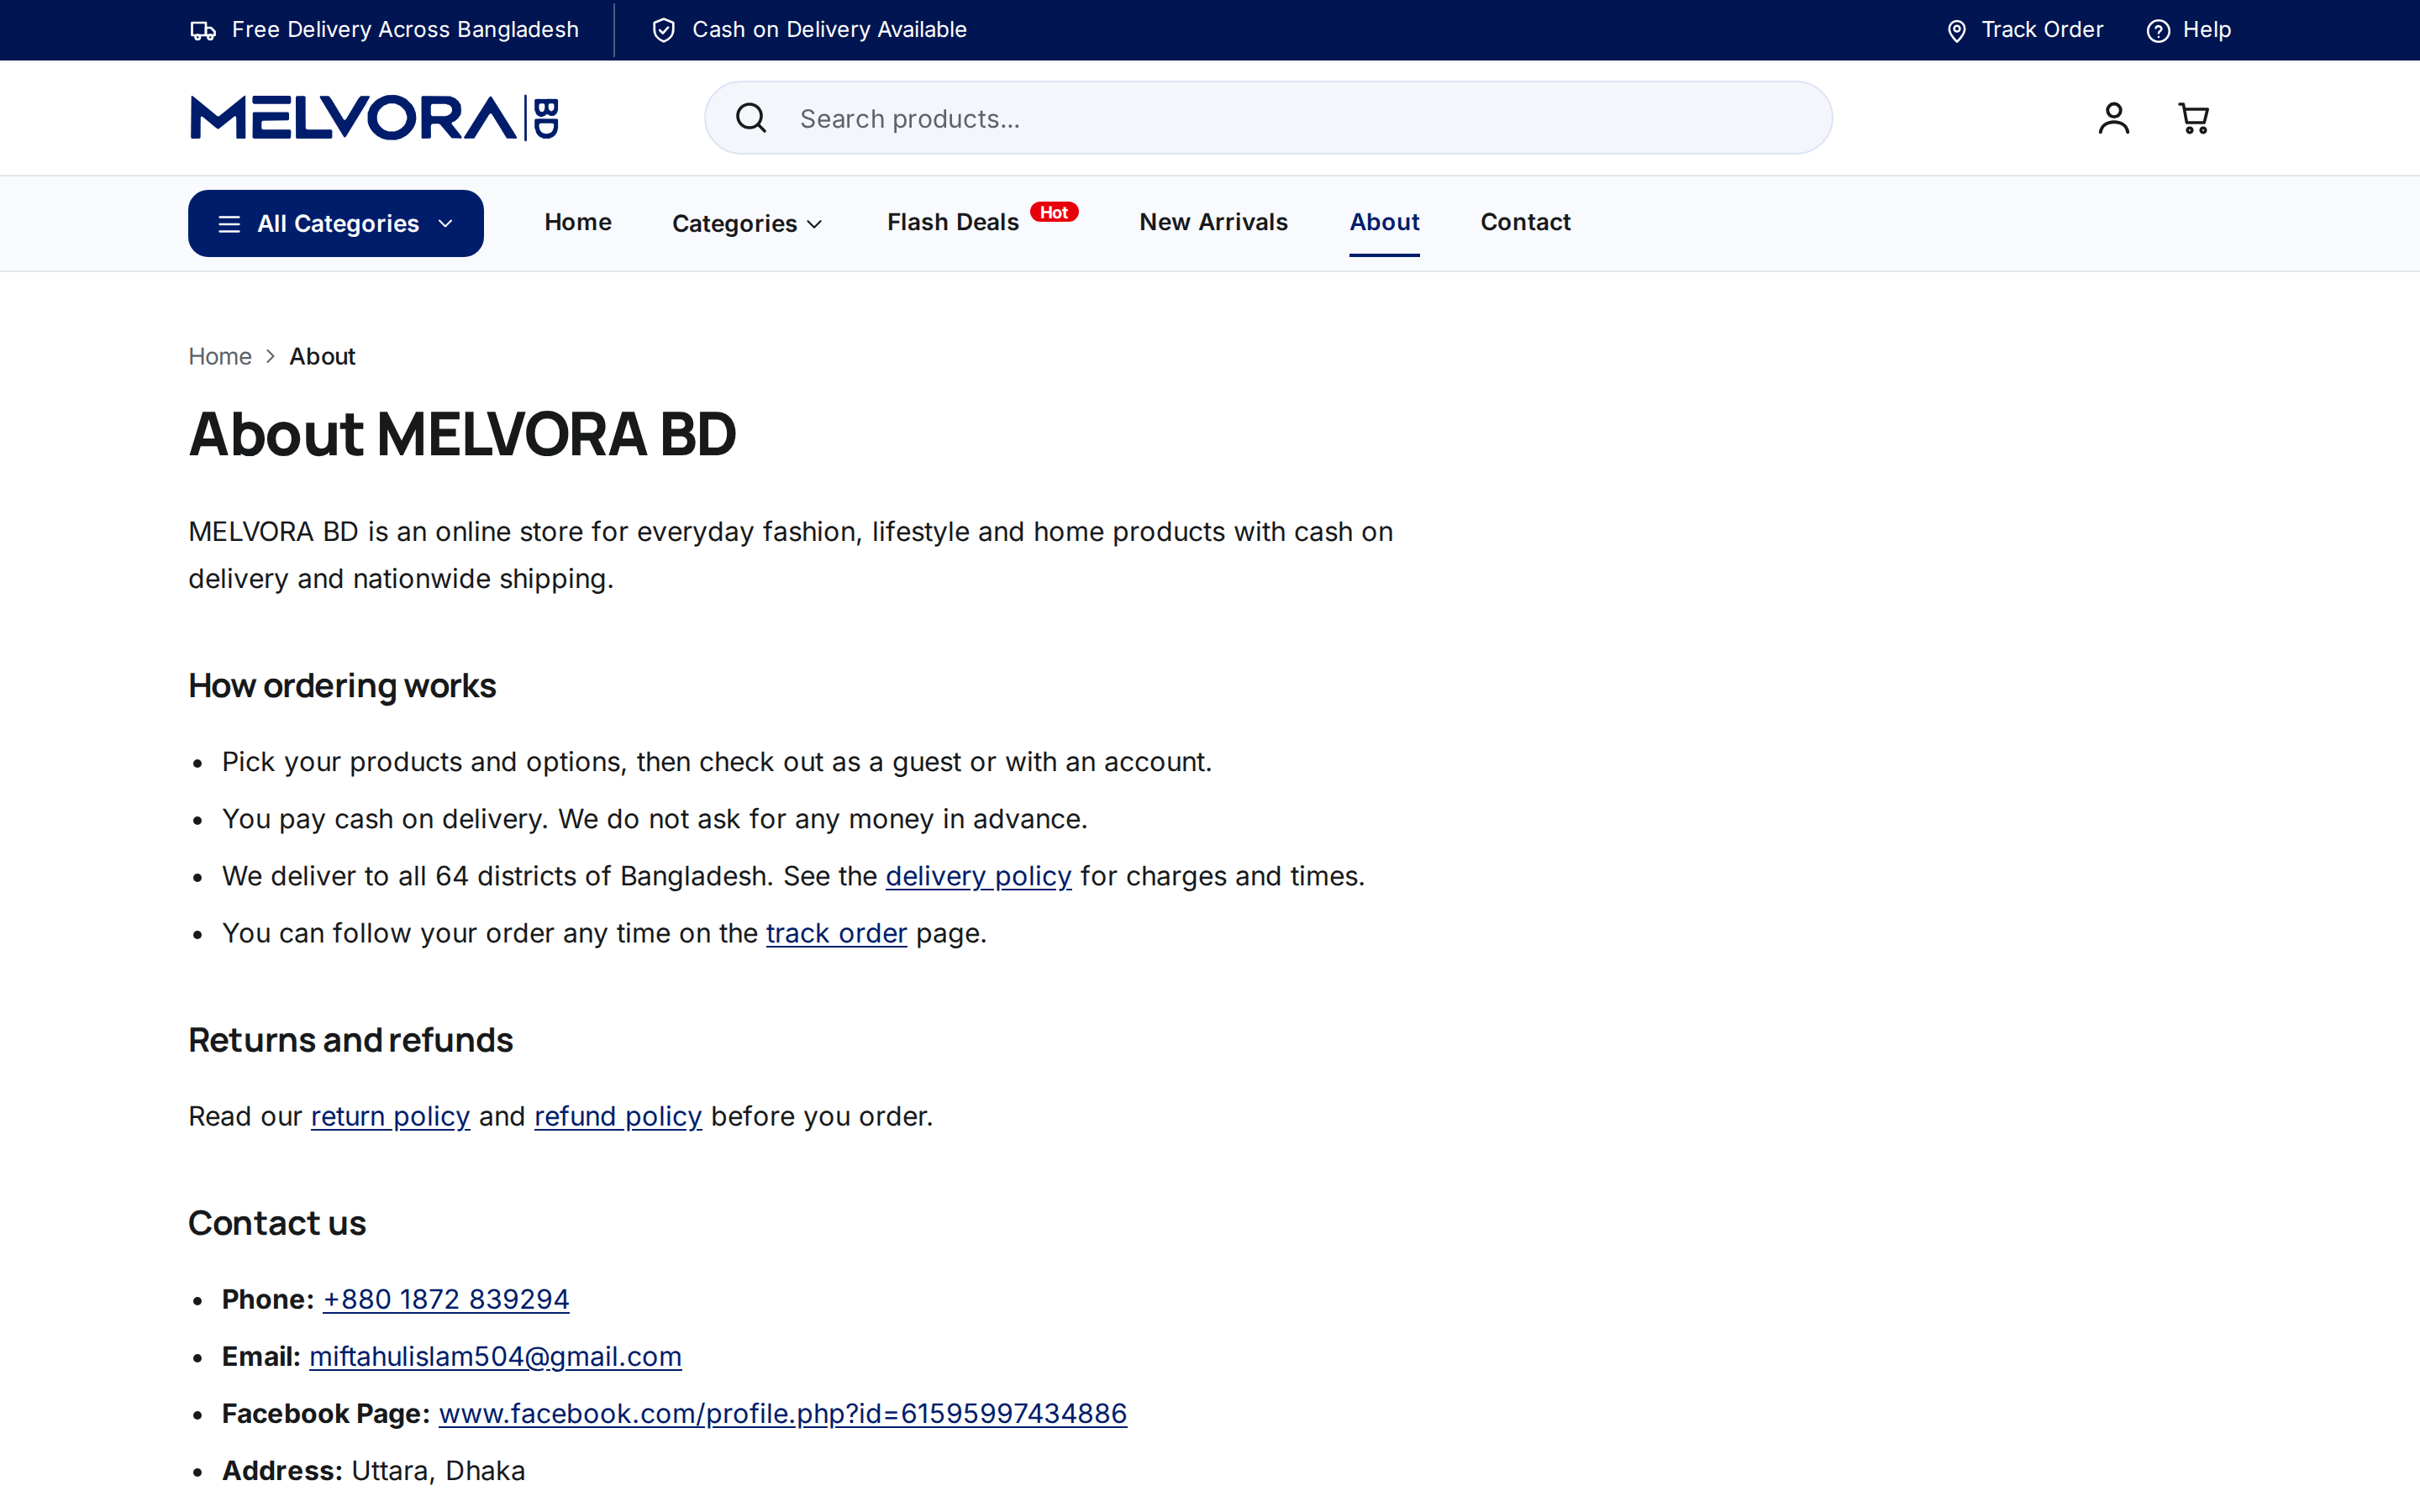 Free Delivery Across Bangladesh
Cash on Delivery Available
Track Order
Help
MELVORA BD
Search products...
All Categories
Home
Categories
Flash Deals
Hot
New Arrivals
About
Contact
Home > About
About MELVORA BD
MELVORA BD is an online store for everyday fashion, lifestyle and home products with cash on
delivery and nationwide shipping.
How ordering works
• Pick your products and options, then check out as a guest or with an account.
• You pay cash on delivery. We do not ask for any money in advance.
• We deliver to all 64 districts of Bangladesh. See the delivery policy for charges and times.
• You can follow your order any time on the track order page.
Returns and refunds
Read our return policy and refund policy before you order.
Contact us
• Phone: +880 1872 839294
• Email: miftahulislam504@gmail.com
• Facebook Page: www.facebook.com/profile.php?id=61595997434886
• Address: Uttara, Dhaka